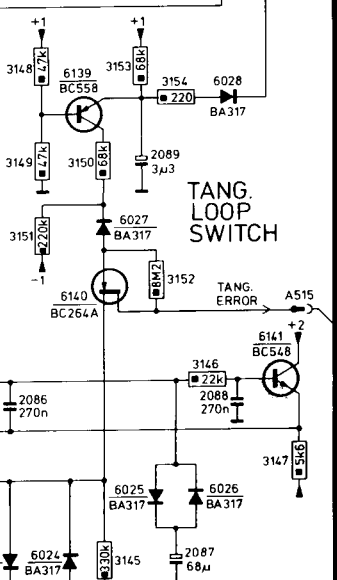 +1
+1
3148
47k
6139
BC558
3153
68k
3154
220
6028
BA317
3149
47k
3150
68k
2089
3µ3
TANG.
LOOP
SWITCH
3151
220k
6027
BA317
-1
8M2
3152
6140
BC264A
TANG.
ERROR
A515
6141
BC548
+2
3146
22k
2086
270n
2088
270n
3147
5k6
6025
BA317
6026
BA317
6024
BA317
330k
3145
2087
68µ